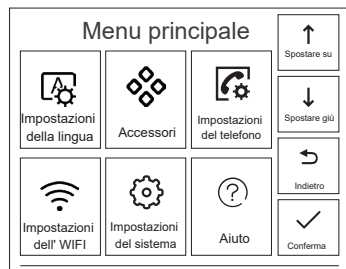 Menu principale
Spostare su
Impostazioni
della lingua
Accessori
Impostazioni
del telefono
Spostare giù
Indietro
Impostazioni
dell' WIFI
Impostazioni
del sistema
Aiuto
Conferma